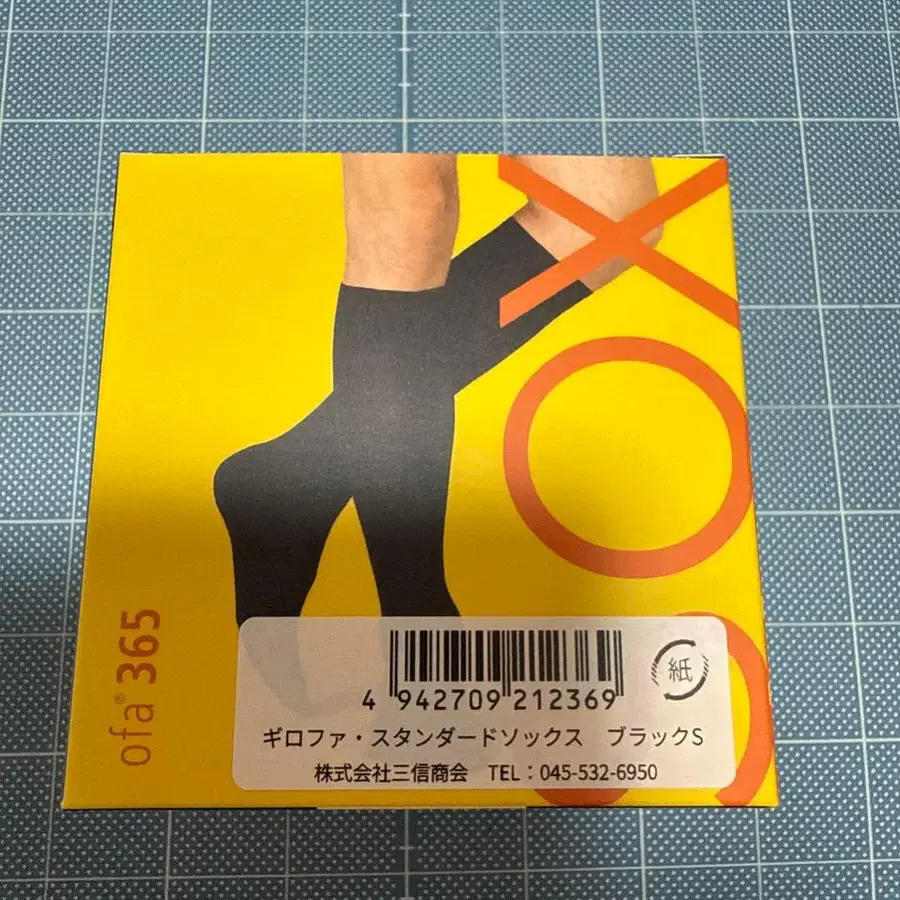 SOX
ofa® 365
4 942709 212369
紙
ギロファ・スタンダードソックス ブラックS
株式会社三信商会 TEL:045-532-6950